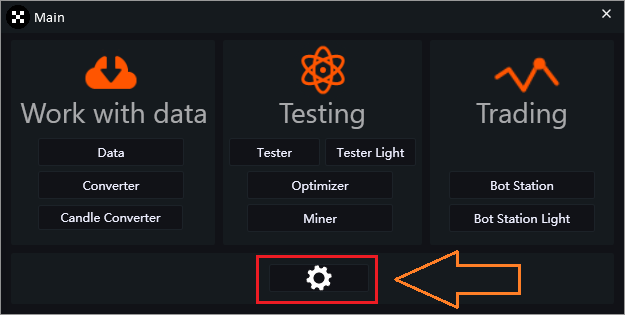 Main
Work with data
Data
Converter
Candle Converter
Testing
Tester
Tester Light
Optimizer
Miner
Trading
Bot Station
Bot Station Light